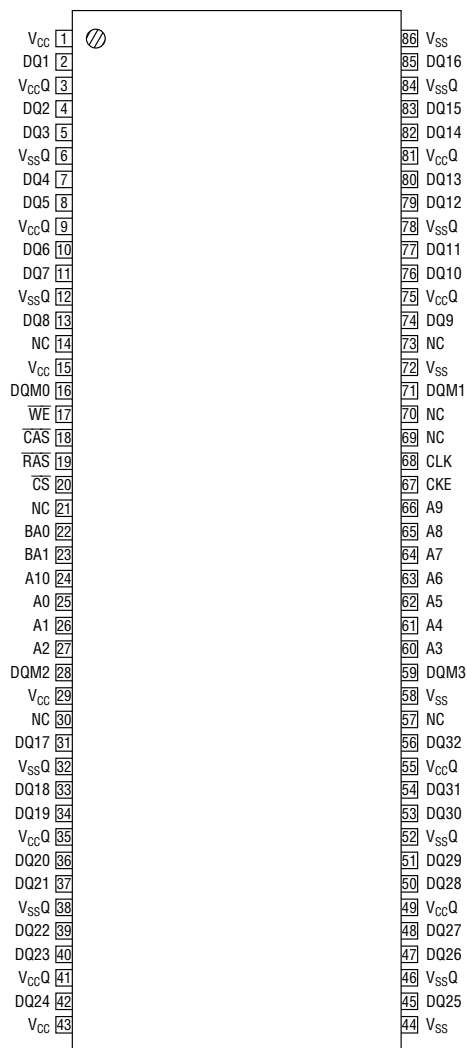 VCC 1 86 VSS
DQ1 2 85 DQ16
VCCQ 3 84 VSSQ
DQ2 4 83 DQ15
DQ3 5 82 DQ14
VSSQ 6 81 VCCQ
DQ4 7 80 DQ13
DQ5 8 79 DQ12
VCCQ 9 78 VSSQ
DQ6 10 77 DQ11
DQ7 11 76 DQ10
VSSQ 12 75 VCCQ
DQ8 13 74 DQ9
NC 14 73 NC
VCC 15 72 VSS
DQM0 16 71 DQM1
WE 17 70 NC
CAS 18 69 NC
RAS 19 68 CLK
CS 20 67 CKE
NC 21 66 A9
BA0 22 65 A8
BA1 23 64 A7
A10 24 63 A6
A0 25 62 A5
A1 26 61 A4
A2 27 60 A3
DQM2 28 59 DQM3
VCC 29 58 VSS
NC 30 57 NC
DQ17 31 56 DQ32
VSSQ 32 55 VCCQ
DQ18 33 54 DQ31
DQ19 34 53 DQ30
VCCQ 35 52 VSSQ
DQ20 36 51 DQ29
DQ21 37 50 DQ28
VSSQ 38 49 VCCQ
DQ22 39 48 DQ27
DQ23 40 47 DQ26
VCCQ 41 46 VSSQ
DQ24 42 45 DQ25
VCC 43 44 VSS